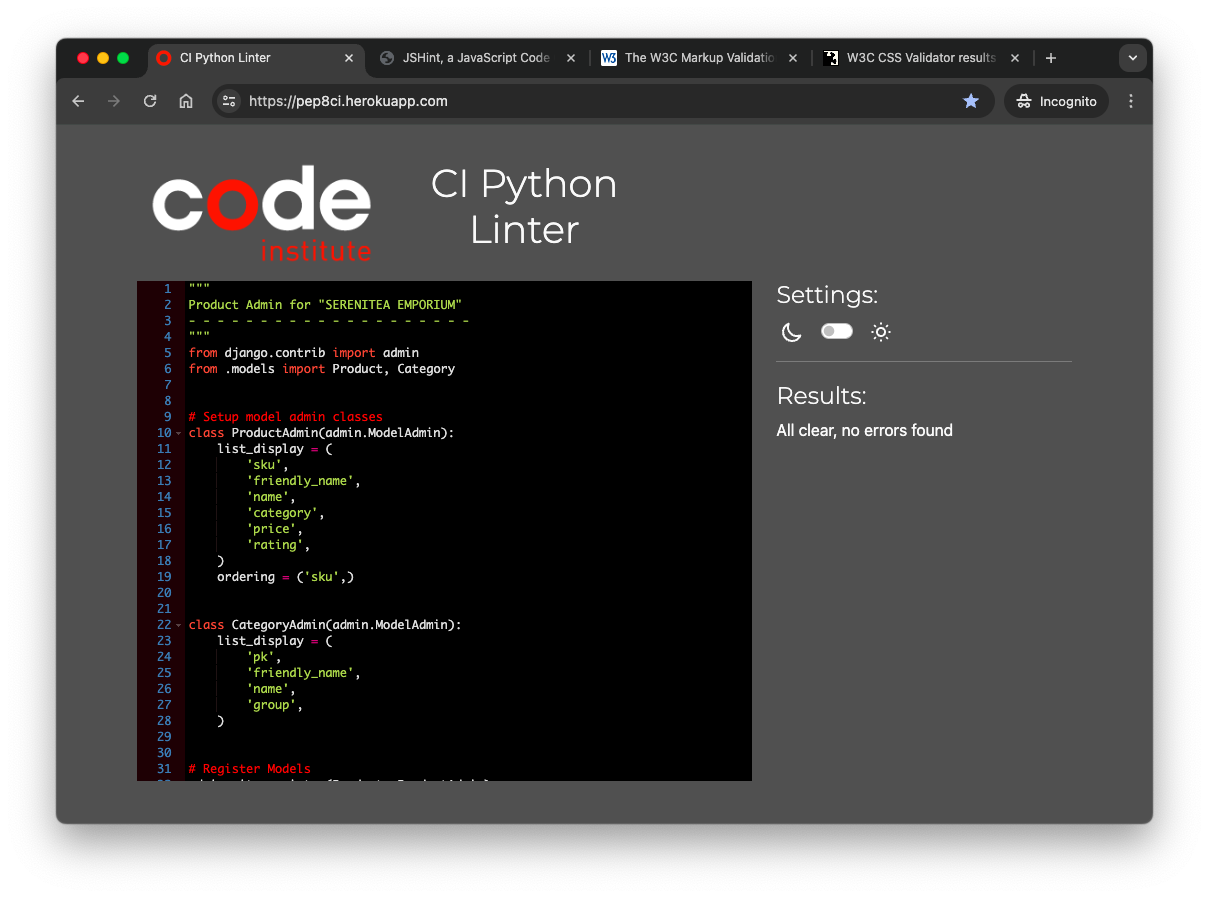 CI Python Linter
JSHint, a JavaScript Code
The W3C Markup Validatio
W3C CSS Validator results
https://pep8ci.herokuapp.com
Incognito
code
institute
CI Python
Linter
1 """
2 Product Admin for "SERENITEA EMPORIUM"
3 - - - - - - - - - - - - - - - - - - - -
4 """
5 from django.contrib import admin
6 from .models import Product, Category
7
8
9 # Setup model admin classes
10 class ProductAdmin(admin.ModelAdmin):
11     list_display = (
12         'sku',
13         'friendly_name',
14         'name',
15         'category',
16         'price',
17         'rating',
18     )
19     ordering = ('sku',)
20
21
22 class CategoryAdmin(admin.ModelAdmin):
23     list_display = (
24         'pk',
25         'friendly_name',
26         'name',
27         'group',
28     )
29
30
31 # Register Models
Settings:
Results:
All clear, no errors found